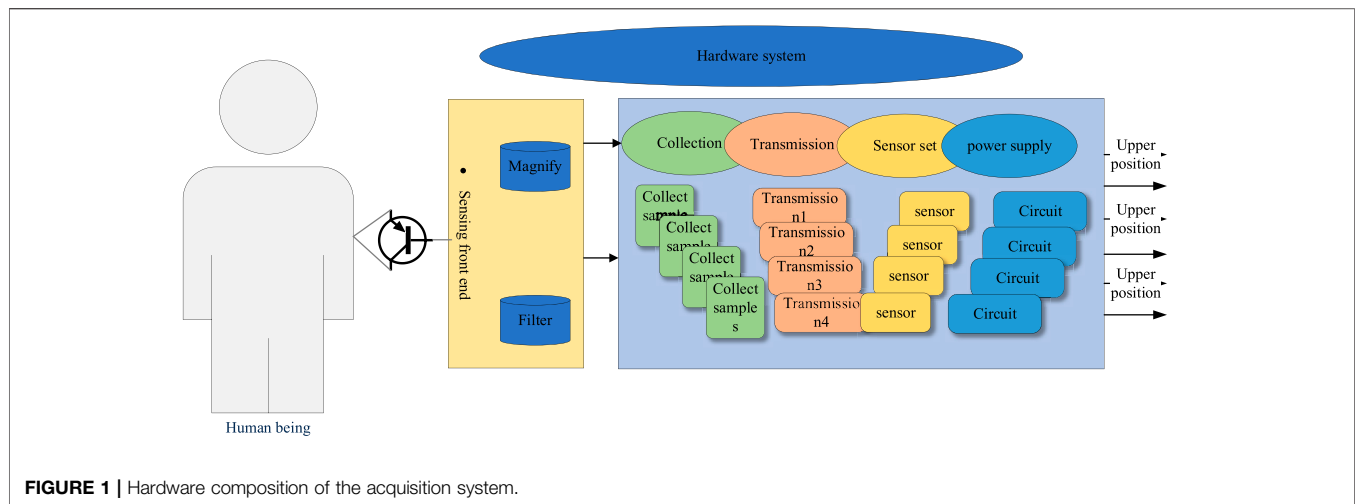 Hardware system
Collection
Transmission
Sensor set
power supply
Magnify
Filter
• Sensing front end
Collect
sample
Collect
sample
Collect
sample
Collect
sample
s
Transmissio
n1
Transmissio
n2
Transmissio
n3
Transmissio
n4
sensor
sensor
sensor
sensor
Circuit
Circuit
Circuit
Circuit
Upper
position
Upper
position
Upper
position
Human being
FIGURE 1 | Hardware composition of the acquisition system.